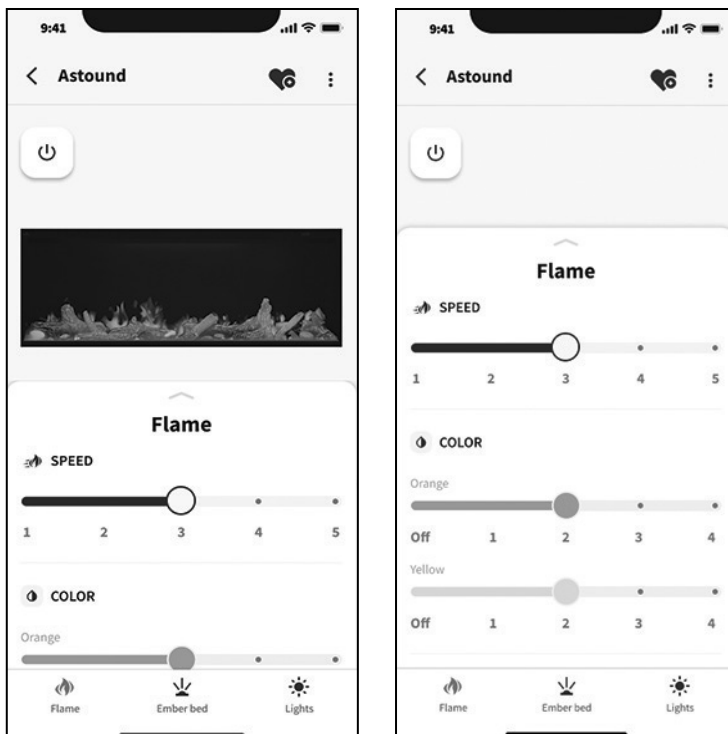 9:41
Astound
Flame
SPEED
1 2 3 4 5
COLOR
Orange
Flame Ember bed Lights
9:41
Astound
Flame
SPEED
1 2 3 4 5
COLOR
Orange
Off 1 2 3 4
Yellow
Off 1 2 3 4
Flame Ember bed Lights